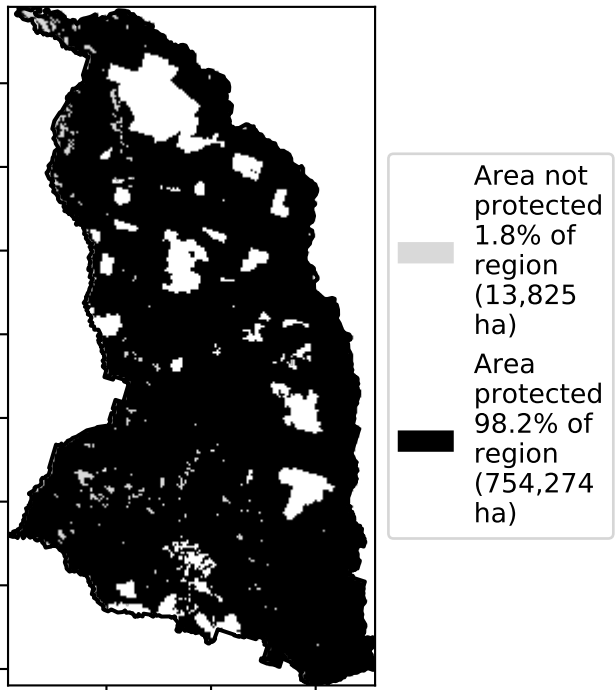 Area not
protected
1.8% of
region
(13,825
ha)
Area
protected
98.2% of
region
(754,274
ha)